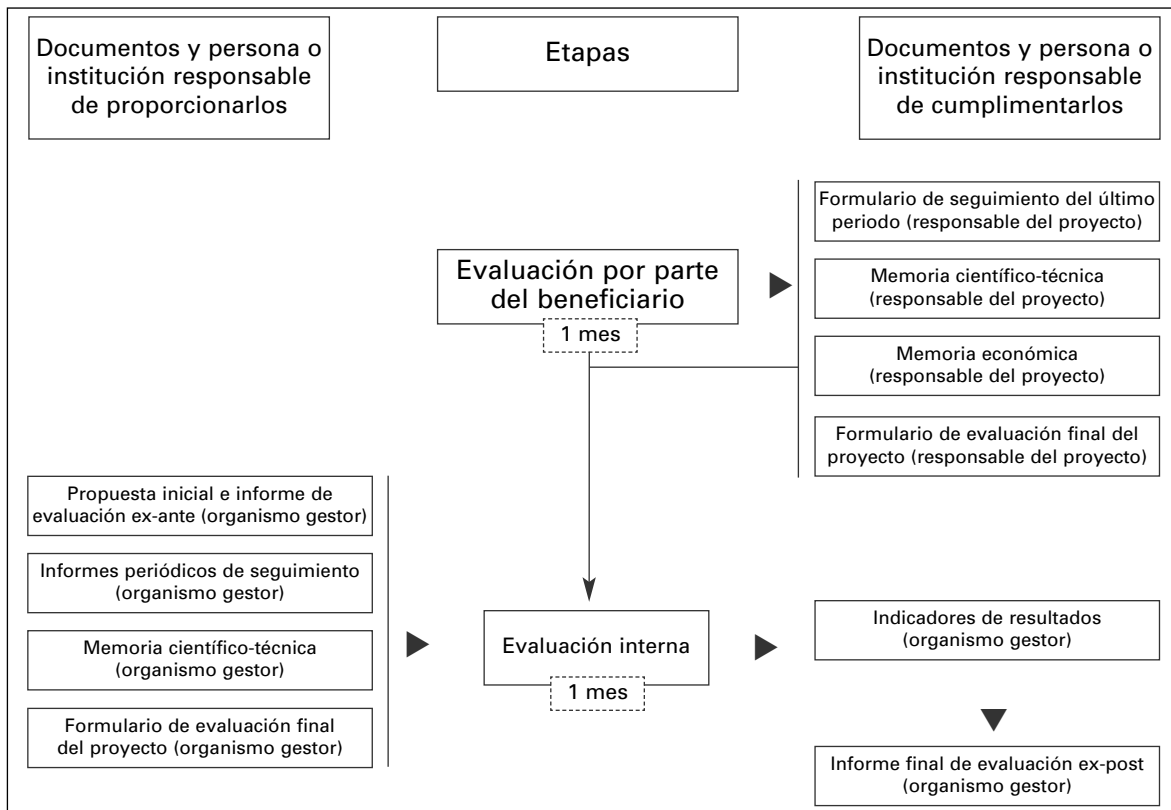 Documentos y persona o
institución responsable
de proporcionarlos
Etapas
Documentos y persona o
institución responsable
de cumplimentarlos
Evaluación por parte
del beneficiario
1 mes
Formulario de seguimiento del último
periodo (responsable del proyecto)
Memoria científico-técnica
(responsable del proyecto)
Memoria económica
(responsable del proyecto)
Formulario de evaluación final del
proyecto (responsable del proyecto)
Propuesta inicial e informe de
evaluación ex-ante (organismo gestor)
Informes periódicos de seguimiento
(organismo gestor)
Memoria científico-técnica
(organismo gestor)
Formulario de evaluación final
del proyecto (organismo gestor)
Evaluación interna
1 mes
Indicadores de resultados
(organismo gestor)
Informe final de evaluación ex-post
(organismo gestor)